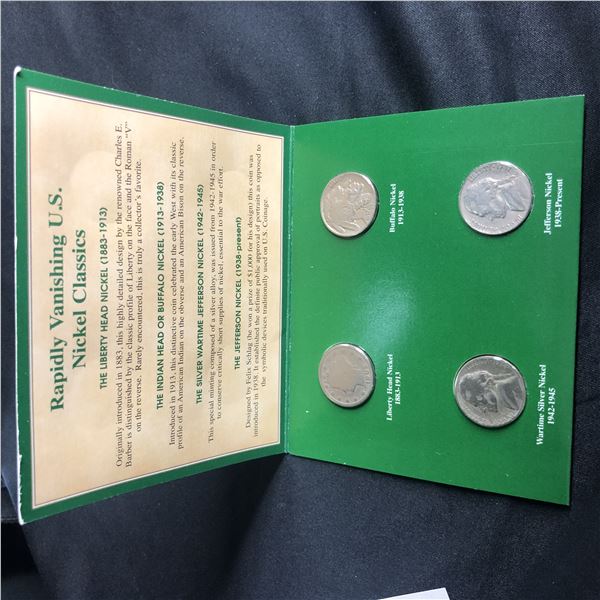 Rapidly Vanishing U.S.
Nickel Classics
THE LIBERTY HEAD NICKEL (1883-1913)
Originally introduced in 1883, this highly detailed design by the renowned Charles E.
Barber is distinguished by the classic profile of Liberty on the face and the Roman "V"
on the reverse. Rarely encountered, this is truly a collector's favorite.
THE INDIAN HEAD OR BUFFALO NICKEL (1913-1938)
Introduced in 1913, this distinctive coin celebrated the early West with its classic
profile of an American Indian on the obverse and an American Bison on the reverse.
THE SILVER WARTIME JEFFERSON NICKEL (1942-1945)
This special minting composed of a silver alloy, was issued from 1942-1945 in order
to conserve critically short supplies of nickel, essential to the war effort.
THE JEFFERSON NICKEL (1938-present)
Designed by Felix Schlag (he won a prize of $1,000 for his design) this coin was
introduced in 1938. It established the definite public approval of portraits as opposed to
the symbolic devices traditionally used on U.S. coinage.
Buffalo Nickel
1913-1938
Jefferson Nickel
1938-Present
Liberty Head Nickel
1883-1913
Wartime Silver Nickel
1942-1945